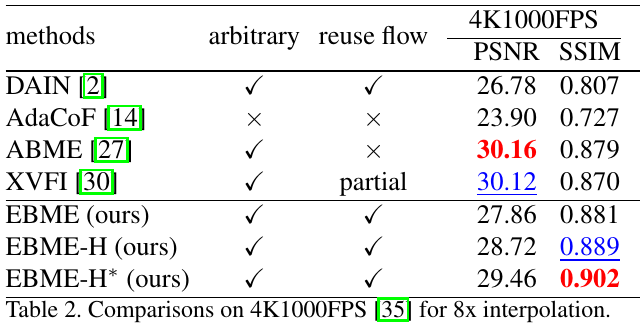 4K1000FPS
methods arbitrary reuse flow PSNR SSIM
DAIN [2] ✓ ✓ 26.78 0.807
AdaCoF [14] × × 23.90 0.727
ABME [27] ✓ × 30.16 0.879
XVFI [30] ✓ partial 30.12 0.870
EBME (ours) ✓ ✓ 27.86 0.881
EBME-H (ours) ✓ ✓ 28.72 0.889
EBME-H* (ours) ✓ ✓ 29.46 0.902
Table 2. Comparisons on 4K1000FPS [35] for 8x interpolation.